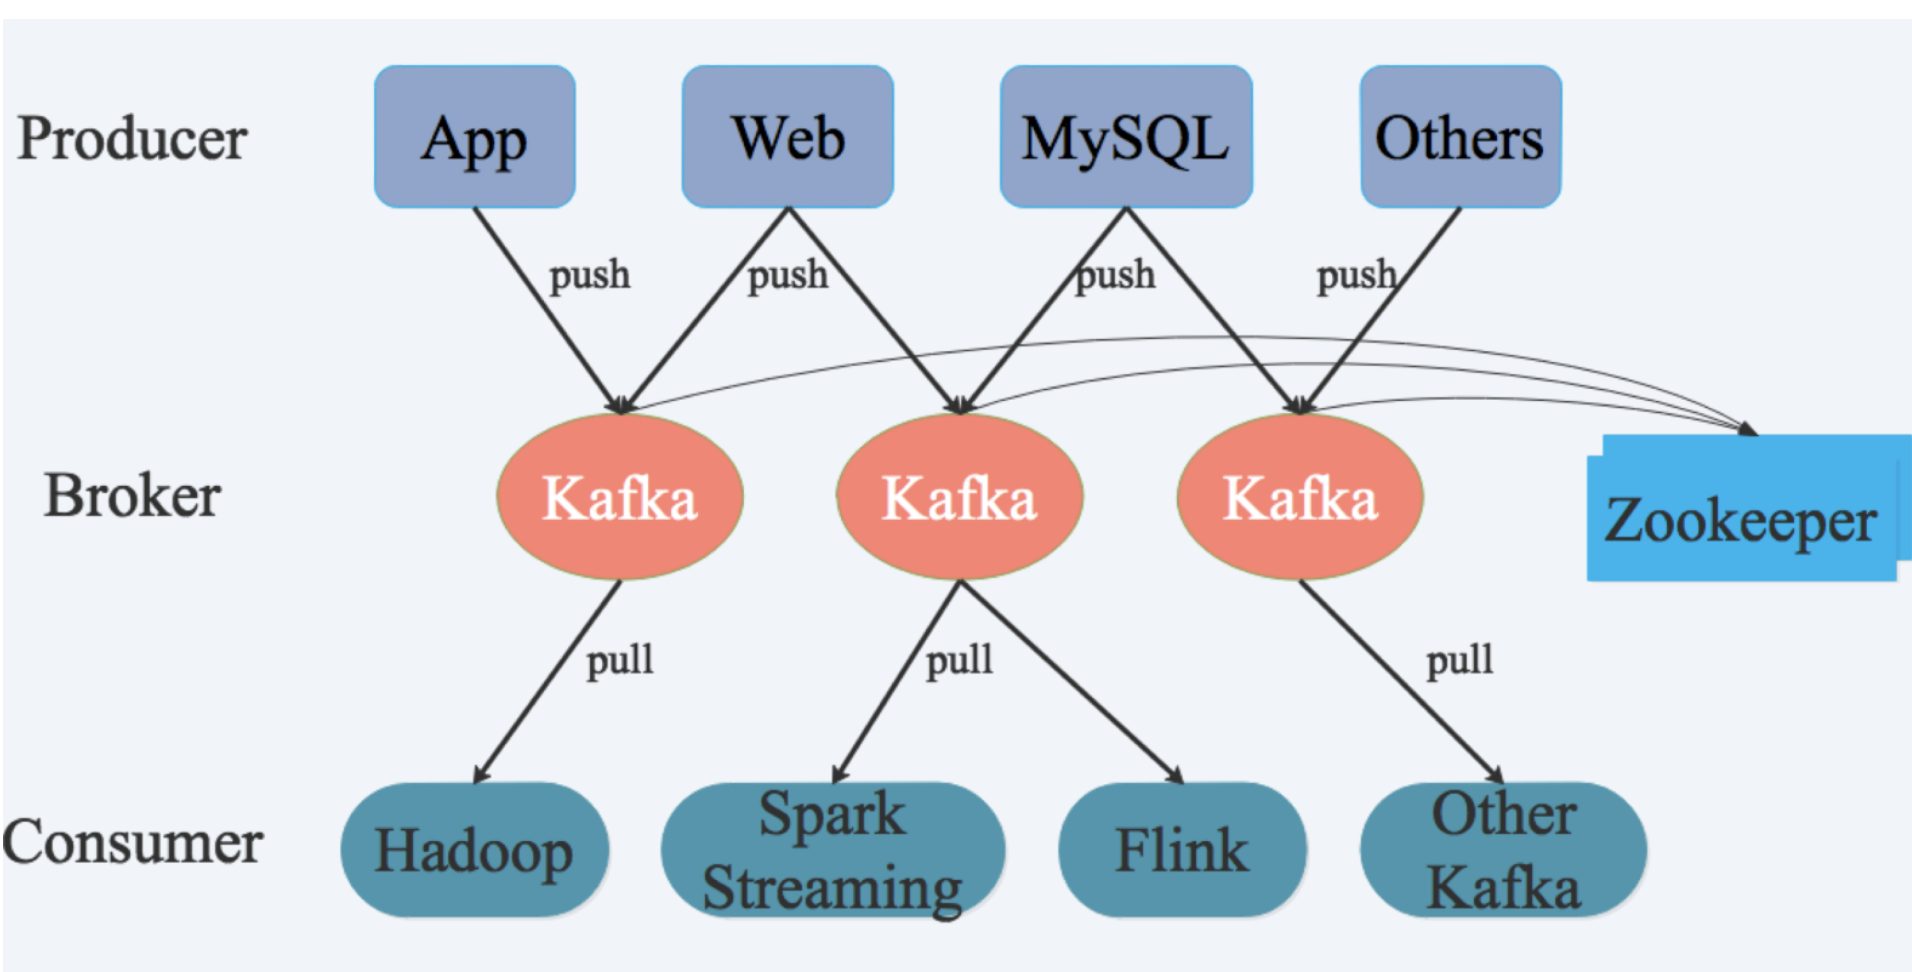 Producer
App
Web
MySQL
Others
push
push
push
push
Broker
Kafka
Kafka
Kafka
Zookeeper
pull
pull
pull
Consumer
Hadoop
Spark
Streaming
Flink
Other
Kafka